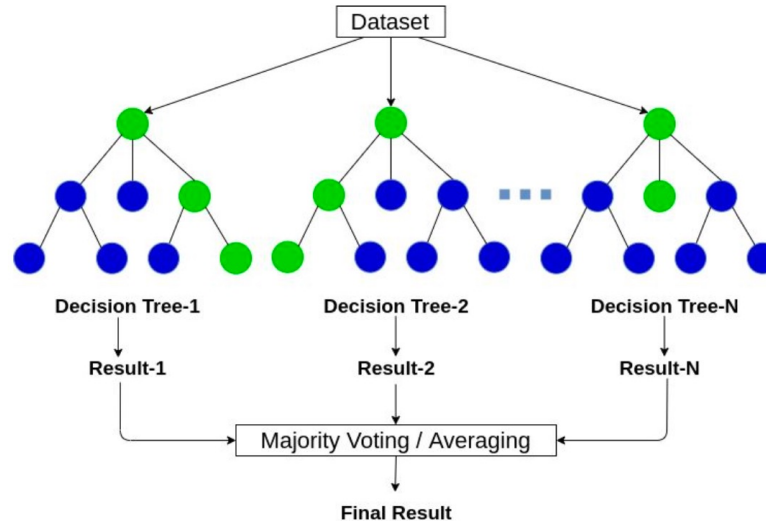 Dataset
Decision Tree-1
Decision Tree-2
Decision Tree-N
Result-1
Result-2
Result-N
Majority Voting / Averaging
Final Result